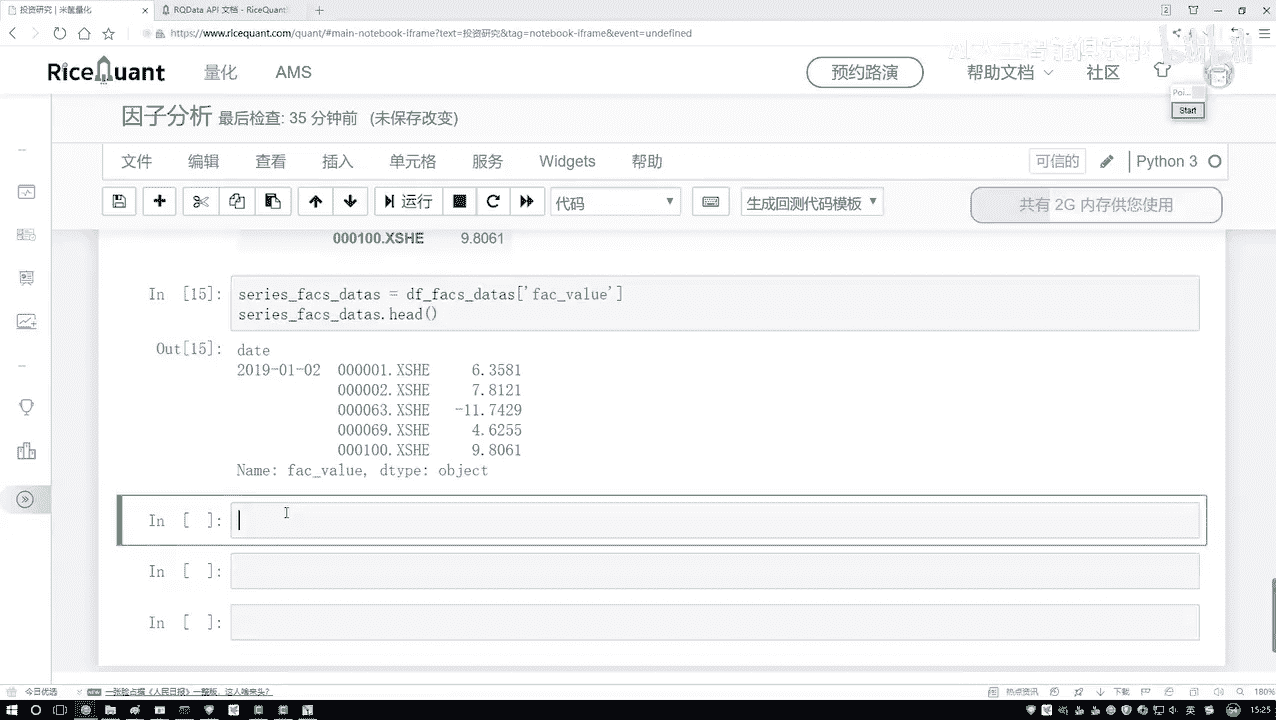 投资研究 | 米筐量化
RQData API 文档 - RiceQuant
https://www.ricequant.com/quant/#main-notebook-iframe?text=投资研究&tag=notebook-iframe&event=undefined
RiceQuant 量化 AMS 预约路演 帮助文档 社区
Poi...
Start
因子分析 最后检查: 35 分钟前 (未保存改变)
文件 编辑 查看 插入 单元格 服务 Widgets 帮助 可信的 Python 3
运行 代码 生成回测代码模板 共有 2G 内存供您使用
000100.XSHE 9.8061
In [15]: series_facs_datas = df_facs_datas['fac_value']
series_facs_datas.head()
Out[15]: date
2019-01-02 000001.XSHE 6.3581
000002.XSHE 7.8121
000063.XSHE -11.7429
000069.XSHE 4.6255
000100.XSHE 9.8061
Name: fac_value, dtype: object
In [ ]:
In [ ]:
In [ ]:
今日优选 一张脸占据《人民日报》一整版，这人啥来头？ 热点资讯 下载 180%
英 15:25